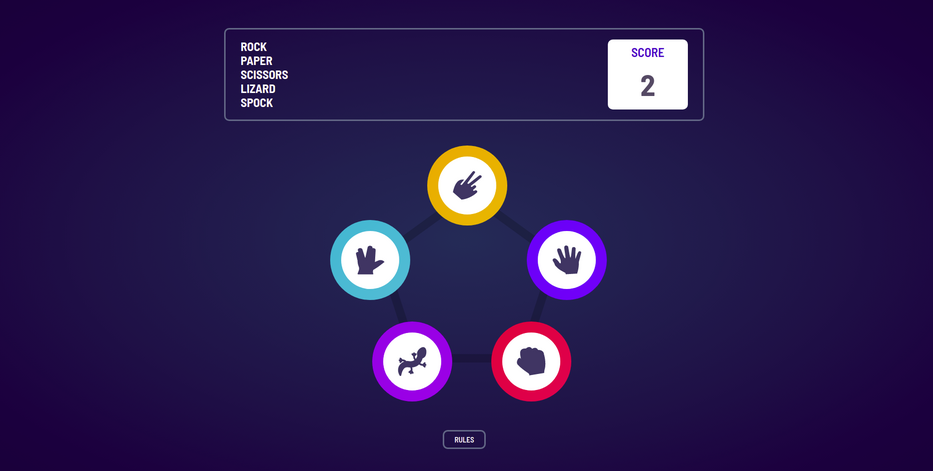 ROCK
PAPER
SCISSORS
LIZARD
SPOCK
SCORE
2
RULES